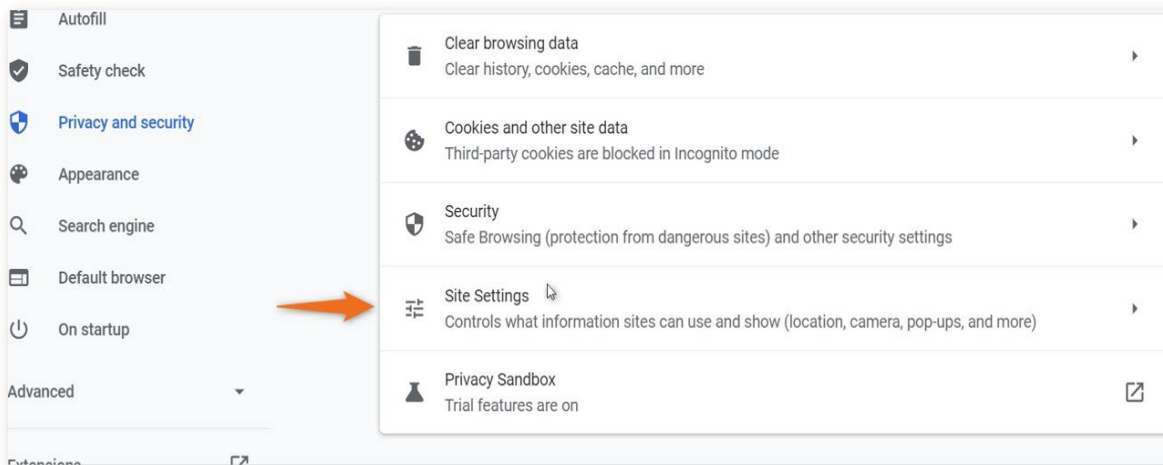 Autofill
Safety check
Privacy and security
Appearance
Search engine
Default browser
On startup
Advanced
Extensions
Clear browsing data
Clear history, cookies, cache, and more
Cookies and other site data
Third-party cookies are blocked in Incognito mode
Security
Safe Browsing (protection from dangerous sites) and other security settings
Site Settings
Controls what information sites can use and show (location, camera, pop-ups, and more)
Privacy Sandbox
Trial features are on